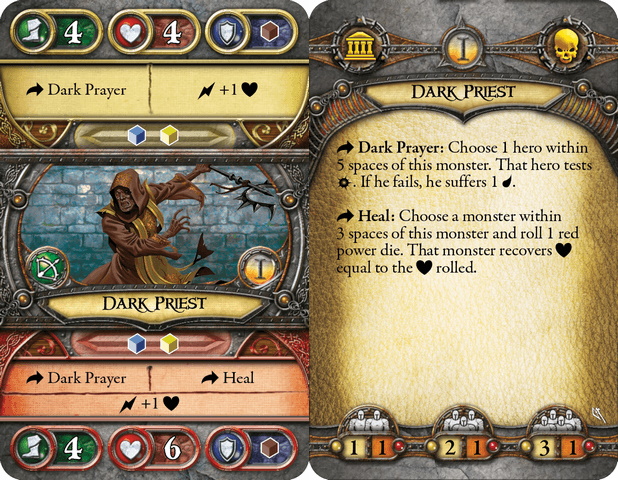 4 4
Dark Prayer +1
I
DARK PRIEST
Dark Prayer Heal
+1
4 6
I
DARK PRIEST
Dark Prayer: Choose 1 hero within
5 spaces of this monster. That hero tests
. If he fails, he suffers 1 .
Heal: Choose a monster within
3 spaces of this monster and roll 1 red
power die. That monster recovers
equal to the rolled.
1 1 2 1 3 1